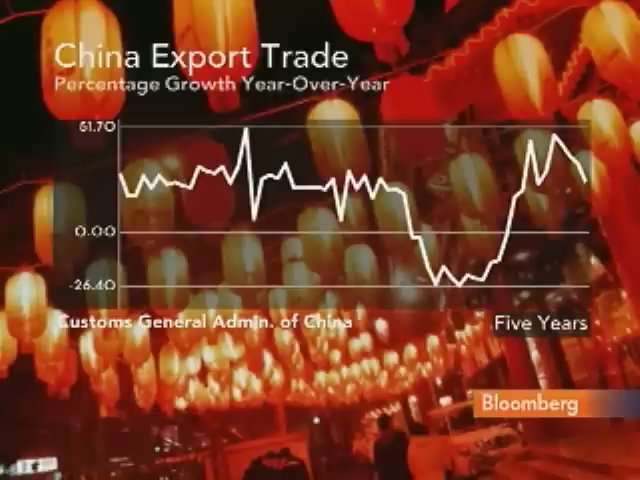 China Export Trade
Percentage Growth Year-Over-Year
51.70
0.00
-26.40
Customs General Admin. of China
Five Years
Bloomberg